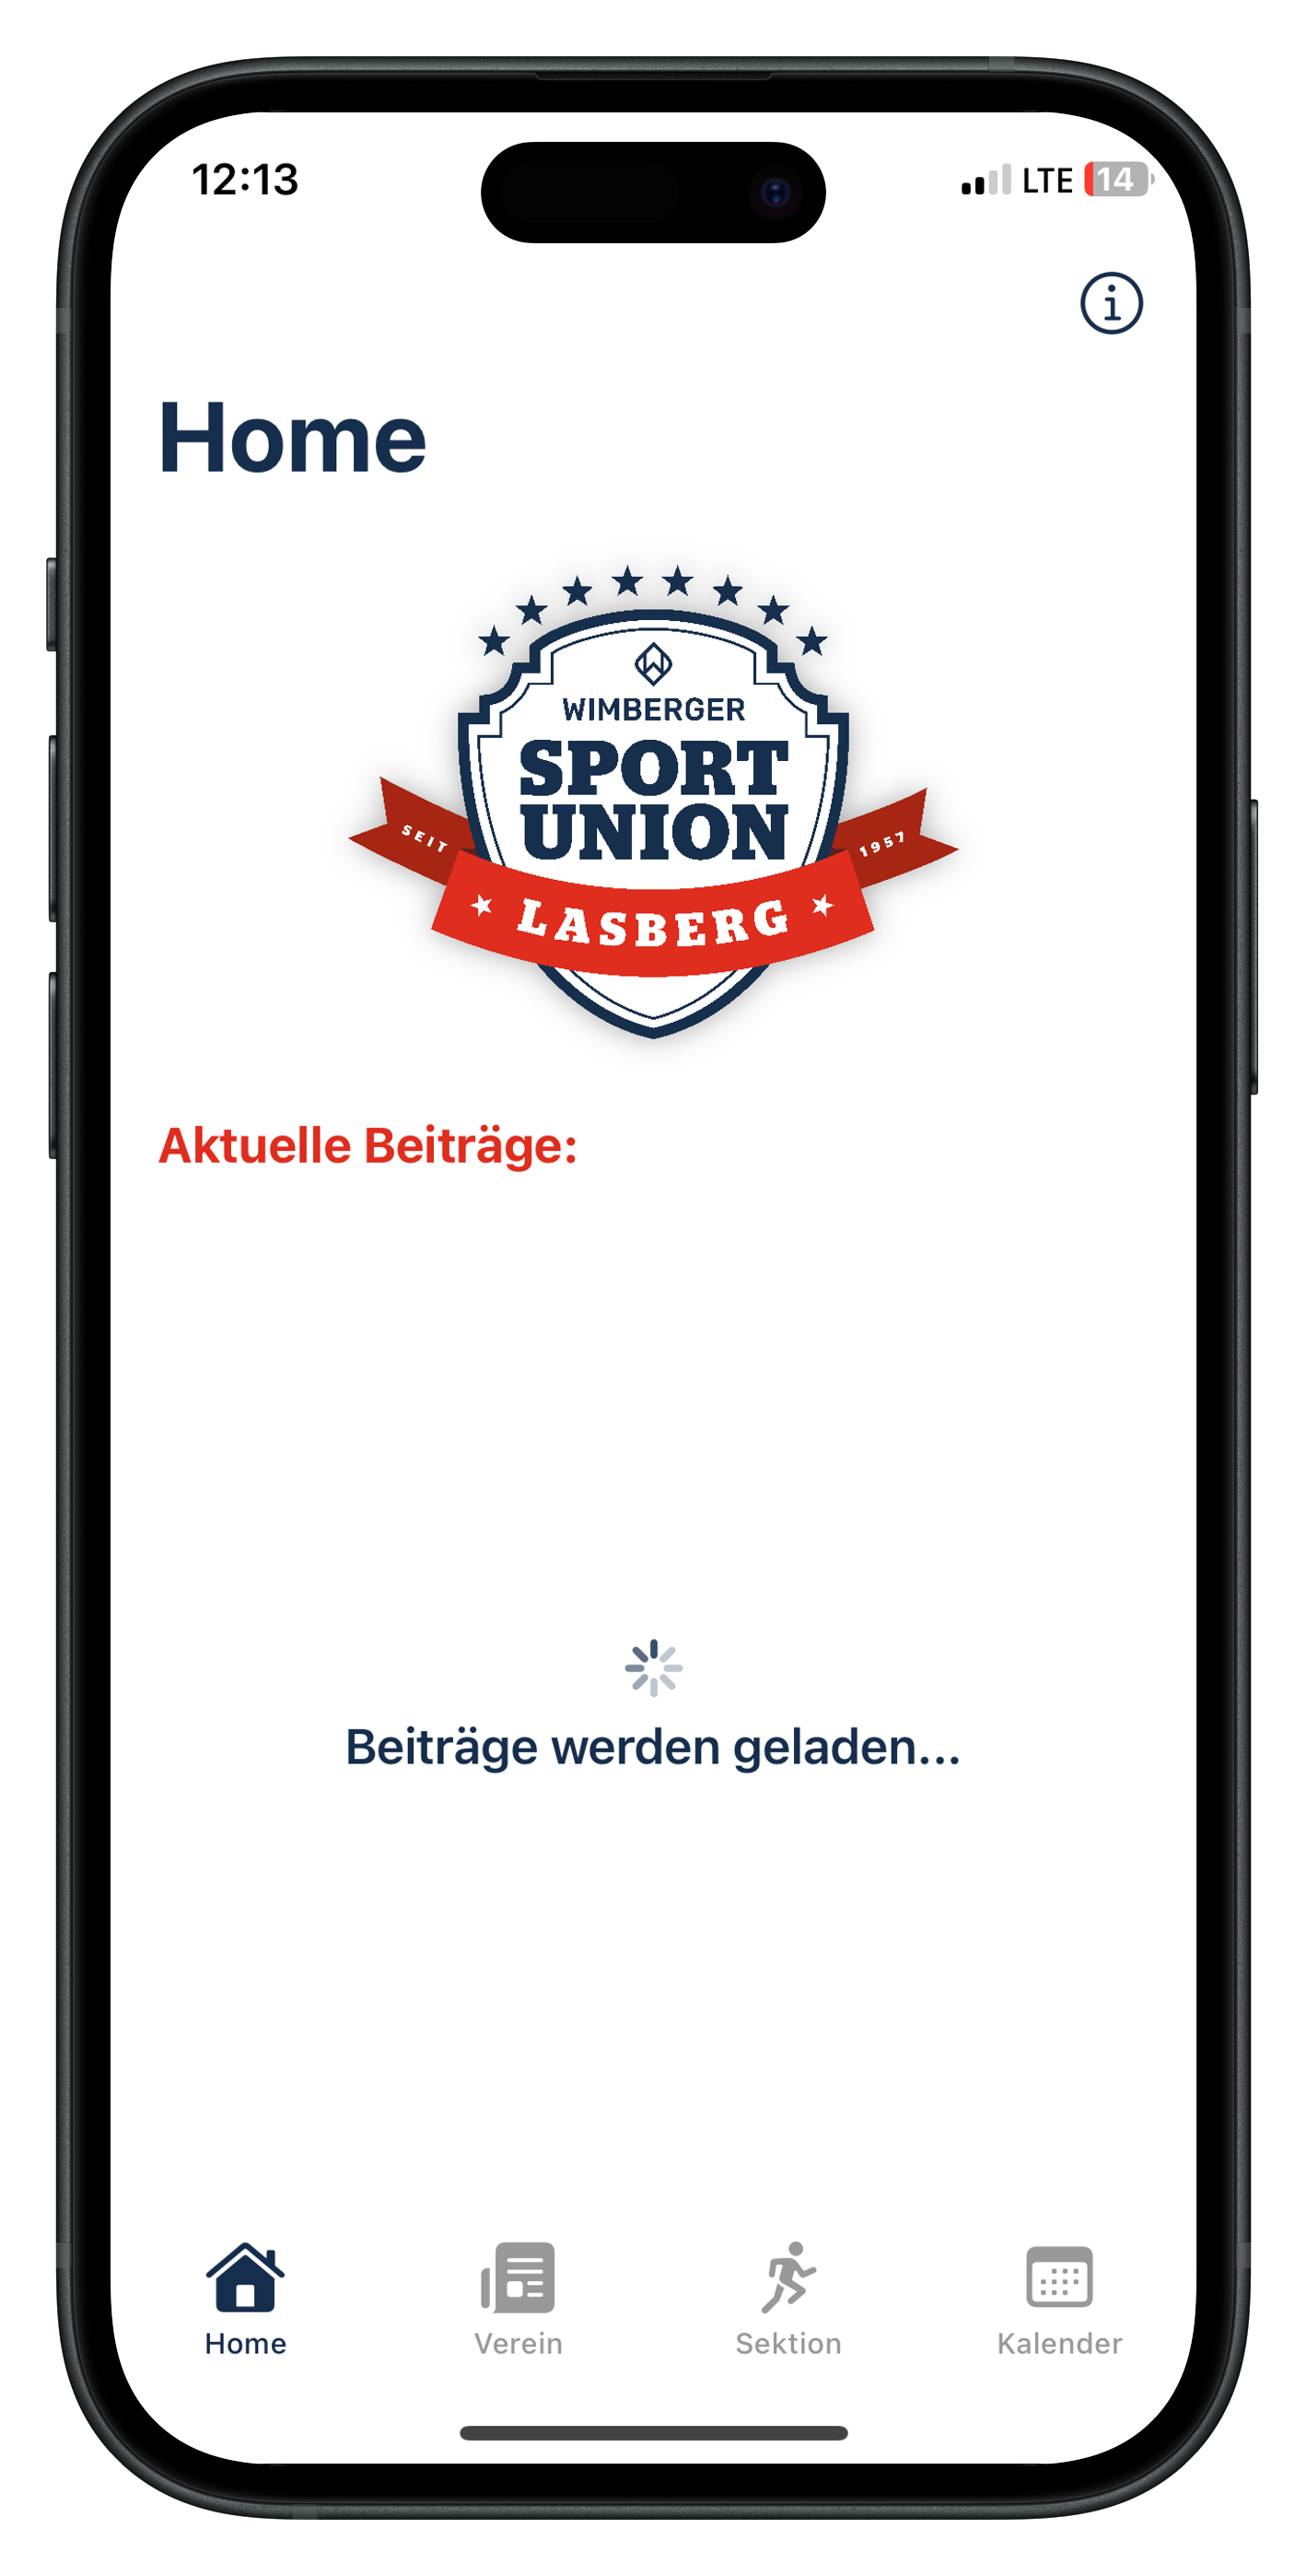 12:13 LTE 14
Home
WIMBERGER
SPORT
UNION
SEIT 1957
LASBERG
Aktuelle Beiträge:
Beiträge werden geladen...
Home Verein Sektion Kalender